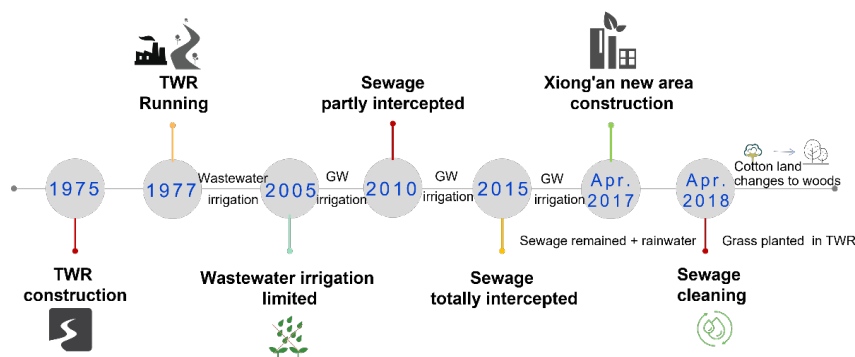 TWR
Running
Sewage
partly intercepted
Xiong'an new area
construction
1975
1977
Wastewater
irrigation
2005
GW
irrigation
2010
GW
irrigation
2015
GW
irrigation
Apr.
2017
Apr.
2018
Cotton land
changes to woods
Sewage remained + rainwater
Grass planted in TWR
TWR
construction
Wastewater irrigation
limited
Sewage
totally intercepted
Sewage
cleaning